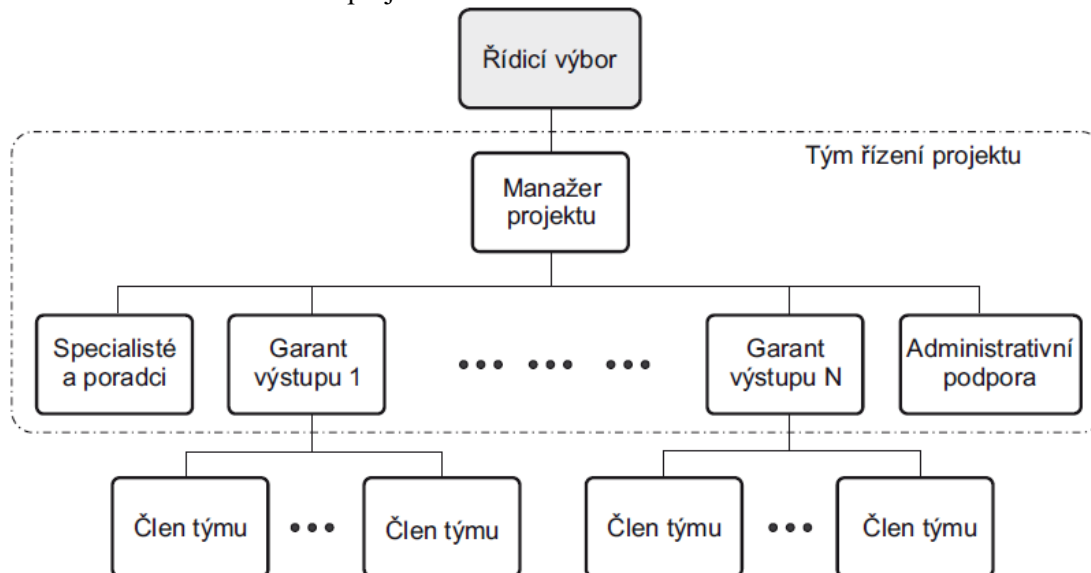 Řídicí výbor
Tým řízení projektu
Manažer
projektu
Specialisté
a poradci
Garant
výstupu 1
Garant
výstupu N
Administrativní
podpora
Člen týmu
Člen týmu
Člen týmu
Člen týmu